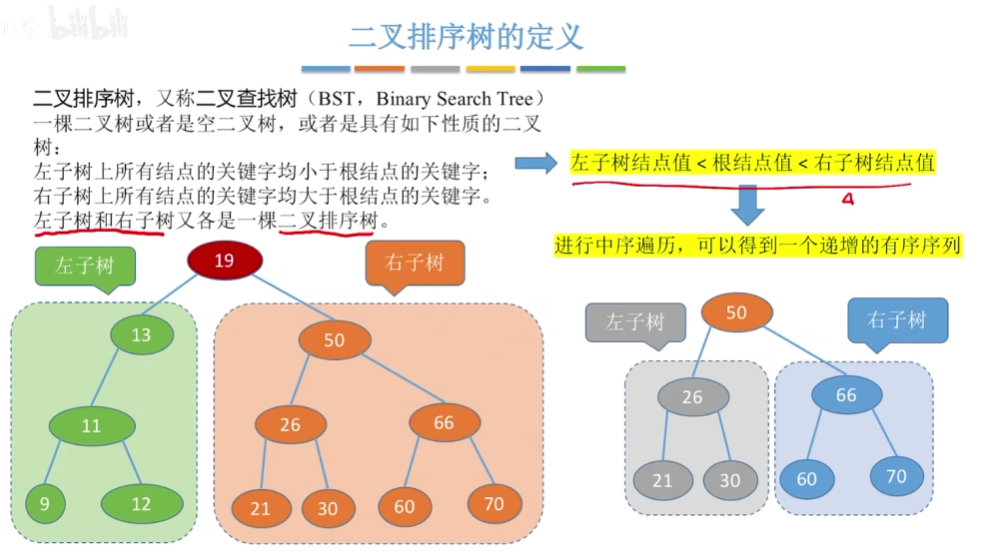 bilibili
二叉排序树的定义
二叉排序树，又称二叉查找树（BST，Binary Search Tree）
一棵二叉树或者是空二叉树，或者是具有如下性质的二叉
树：
左子树上所有结点的关键字均小于根结点的关键字；
右子树上所有结点的关键字均大于根结点的关键字。
左子树和右子树又各是一棵二叉排序树。
左子树结点值 < 根结点值 < 右子树结点值
进行中序遍历，可以得到一个递增的有序序列
左子树
19
右子树
13
50
11
26
66
9
12
21
30
60
70
左子树
50
右子树
26
66
21
30
60
70